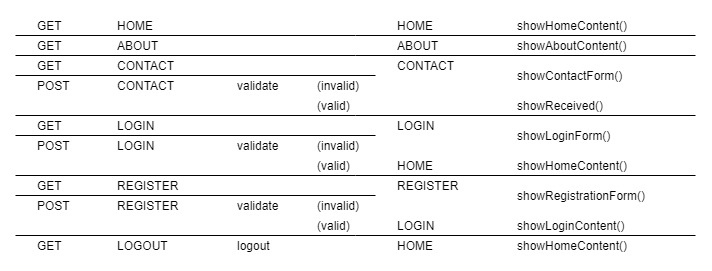 GET HOME HOME showHomeContent()
GET ABOUT ABOUT showAboutContent()
GET CONTACT CONTACT
showContactForm()
POST CONTACT validate (invalid)
(valid) showReceived()
GET LOGIN LOGIN
showLoginForm()
POST LOGIN validate (invalid)
(valid) HOME showHomeContent()
GET REGISTER REGISTER
showRegistrationForm()
POST REGISTER validate (invalid)
(valid) LOGIN showLoginContent()
GET LOGOUT logout HOME showHomeContent()